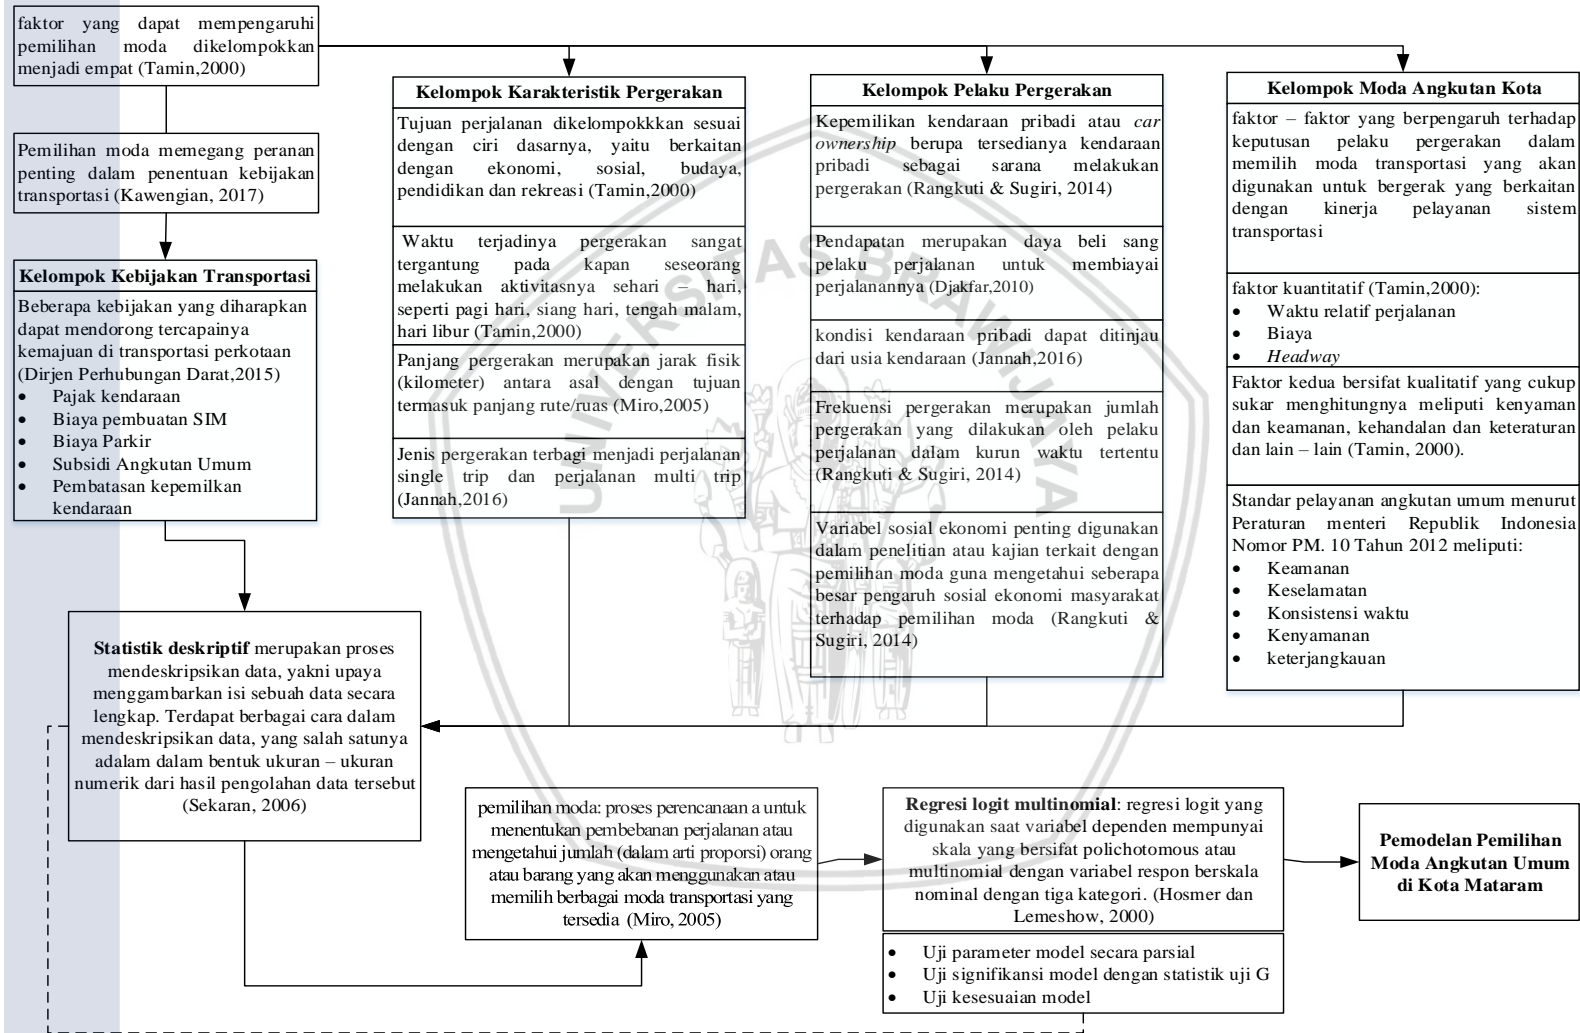 faktor yang dapat mempengaruhi
pemilihan moda dikelompokkan
menjadi empat (Tamin,2000)
Pemilihan moda memegang peranan
penting dalam penentuan kebijakan
transportasi (Kawengian, 2017)
Kelompok Kebijakan Transportasi
Beberapa kebijakan yang diharapkan
dapat mendorong tercapainya
kemajuan di transportasi perkotaan
(Dirjen Perhubungan Darat,2015)
• Pajak kendaraan
• Biaya pembuatan SIM
• Biaya Parkir
• Subsidi Angkutan Umum
• Pembatasan kepemilkan
kendaraan
Kelompok Karakteristik Pergerakan
Tujuan perjalanan dikelompokkkan sesuai
dengan ciri dasarnya, yaitu berkaitan
dengan ekonomi, sosial, budaya,
pendidikan dan rekreasi (Tamin,2000)
Waktu terjadinya pergerakan sangat
tergantung pada kapan seseorang
melakukan aktivitasnya sehari – hari,
seperti pagi hari, siang hari, tengah malam,
hari libur (Tamin,2000)
Panjang pergerakan merupakan jarak fisik
(kilometer) antara asal dengan tujuan
termasuk panjang rute/ruas (Miro,2005)
Jenis pergerakan terbagi menjadi perjalanan
single trip dan perjalanan multi trip
(Jannah,2016)
Kelompok Pelaku Pergerakan
Kepemilikan kendaraan pribadi atau car
ownership berupa tersedianya kendaraan
pribadi sebagai sarana melakukan
pergerakan (Rangkuti & Sugiri, 2014)
Pendapatan merupakan daya beli sang
pelaku perjalanan untuk membiayai
perjalanannya (Djakfar,2010)
kondisi kendaraan pribadi dapat ditinjau
dari usia kendaraan (Jannah,2016)
Frekuensi pergerakan merupakan jumlah
pergerakan yang dilakukan oleh pelaku
perjalanan dalam kurun waktu tertentu
(Rangkuti & Sugiri, 2014)
Variabel sosial ekonomi penting digunakan
dalam penelitian atau kajian terkait dengan
pemilihan moda guna mengetahui seberapa
besar pengaruh sosial ekonomi masyarakat
terhadap pemilihan moda (Rangkuti &
Sugiri, 2014)
Kelompok Moda Angkutan Kota
faktor – faktor yang berpengaruh terhadap
keputusan pelaku pergerakan dalam
memilih moda transportasi yang akan
digunakan untuk bergerak yang berkaitan
dengan kinerja pelayanan sistem
transportasi
faktor kuantitatif (Tamin,2000):
• Waktu relatif perjalanan
• Biaya
• Headway
Faktor kedua bersifat kualitatif yang cukup
sukar menghitungnya meliputi kenyaman
dan keamanan, kehandalan dan keteraturan
dan lain – lain (Tamin, 2000).
Standar pelayanan angkutan umum menurut
Peraturan menteri Republik Indonesia
Nomor PM. 10 Tahun 2012 meliputi:
• Keamanan
• Keselamatan
• Konsistensi waktu
• Kenyamanan
• keterjangkauan
UNIVERSITAS BRAWIJAYA
Statistik deskriptif merupakan proses
mendeskripsikan data, yakni upaya
menggambarkan isi sebuah data secara
lengkap. Terdapat berbagai cara dalam
mendeskripsikan data, yang salah satunya
adalam dalam bentuk ukuran – ukuran
numerik dari hasil pengolahan data tersebut
(Sekaran, 2006)
pemilihan moda: proses perencanaan a untuk
menentukan pembebanan perjalanan atau
mengetahui jumlah (dalam arti proporsi) orang
atau barang yang akan menggunakan atau
memilih berbagai moda transportasi yang
tersedia (Miro, 2005)
Regresi logit multinomial: regresi logit yang
digunakan saat variabel dependen mempunyai
skala yang bersifat polichotomous atau
multinomial dengan variabel respon berskala
nominal dengan tiga kategori. (Hosmer dan
Lemeshow, 2000)
• Uji parameter model secara parsial
• Uji signifikansi model dengan statistik uji G
• Uji kesesuaian model
Pemodelan Pemilihan
Moda Angkutan Umum
di Kota Mataram